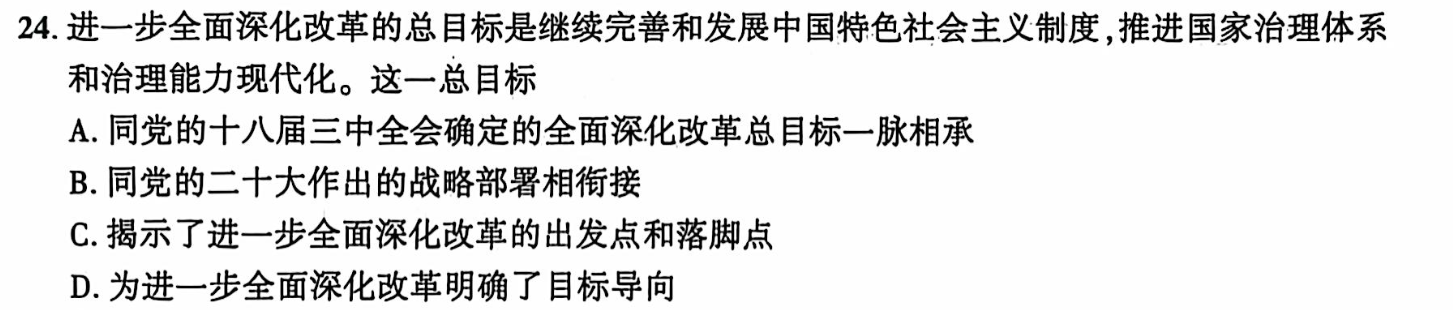 24. 进一步全面深化改革的总目标是继续完善和发展中国特色社会主义制度,推进国家治理体系
和治理能力现代化。这一总目标
A. 同党的十八届三中全会确定的全面深化改革总目标一脉相承
B. 同党的二十大作出的战略部署相衔接
C. 揭示了进一步全面深化改革的出发点和落脚点
D. 为进一步全面深化改革明确了目标导向